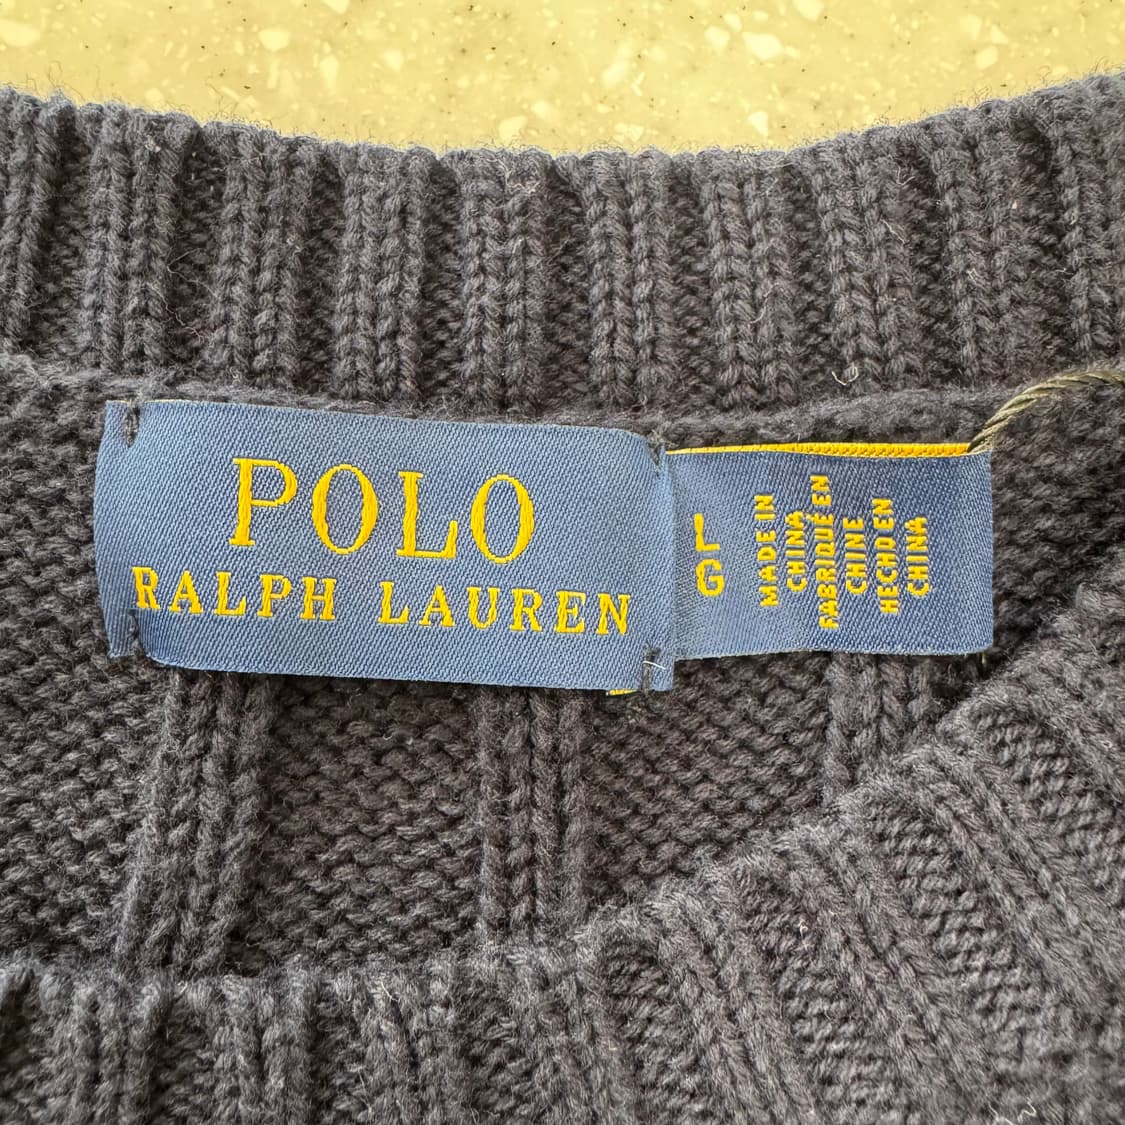 POLO
RALPH LAUREN
L
G
MADE IN
CHINA
FABRIQUÉ EN
CHINE
HECHO EN
CHINA